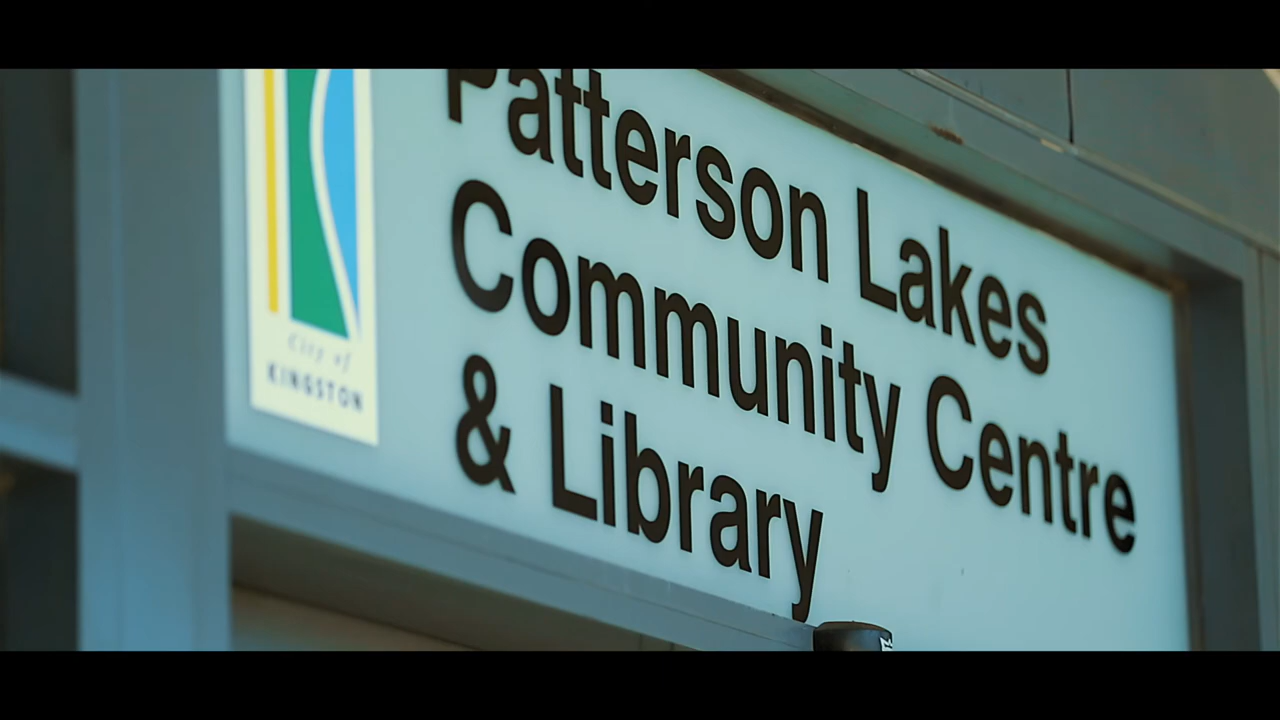 Patterson Lakes
Community Centre
& Library
City of
KINGSTON